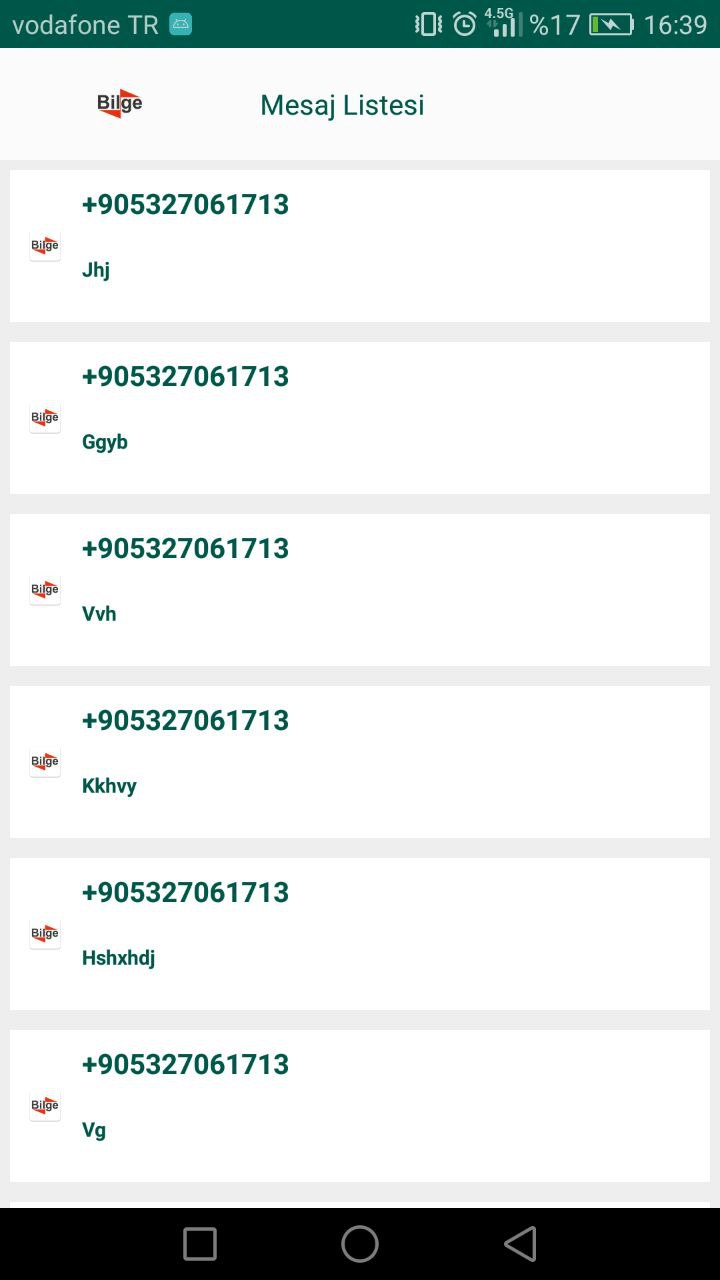 vodafone TR 4.5G %17 16:39
Bilge Mesaj Listesi
+905327061713
Bilge
Jhj
+905327061713
Bilge
Ggyb
+905327061713
Bilge
Vvh
+905327061713
Bilge
Kkhvy
+905327061713
Bilge
Hshxhdj
+905327061713
Bilge
Vg